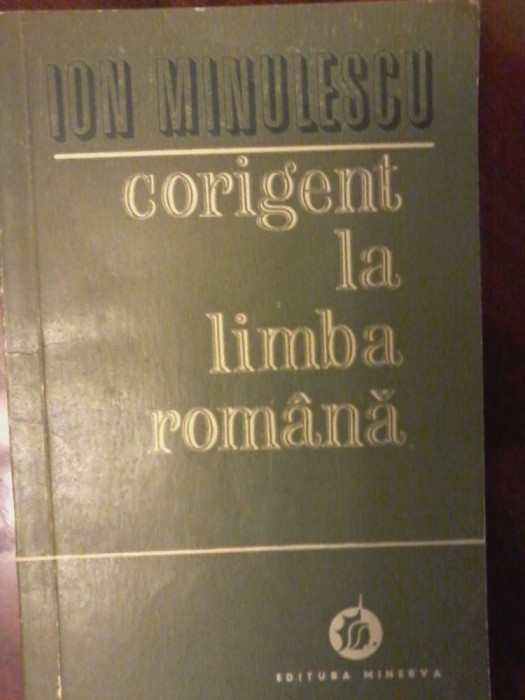 ION MINULESCU
corigent
la
limba
română
EDITURA MINERVA